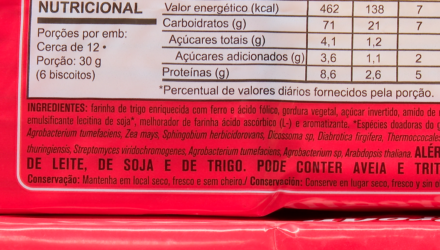 NUTRICIONAL
Porções por emb:
Cerca de 12 •
Porção: 30 g
(6 biscoitos)
Valor energético (kcal) 462 138 7
Carboidratos (g) 71 21 7
Açúcares totais (g) 4,1 1,2
Açúcares adicionados (g) 3,6 1,1 2
Proteínas (g) 8,6 2,6 5
*Percentual de valores diários fornecidos pela porção.
INGREDIENTES: farinha de trigo enriquecida com ferro e ácido fólico, gordura vegetal, açúcar invertido, amido de
emulsificante lecitina de soja*, melhorador de farinha ácido ascórbico (L-) e aromatizante. *Espécies doadoras do
Agrobacterium tumefaciens, Zea mays, Sphingobium herbicidorovans, Dicossoma sp, Diabrotica firgifera,
thuringiensis, Streptomyces viridochromogenes, Agrobacterium tumefaciens, Agrobacterium sp, Arabdopsis thaliana. ALÉR
DE LEITE, DE SOJA E DE TRIGO. PODE CONTER AVEIA E TRIT
Conservação: Mantenha em local seco, fresco e sem cheiro./ Conservación: Conserve en lugar seco, fresco y sin